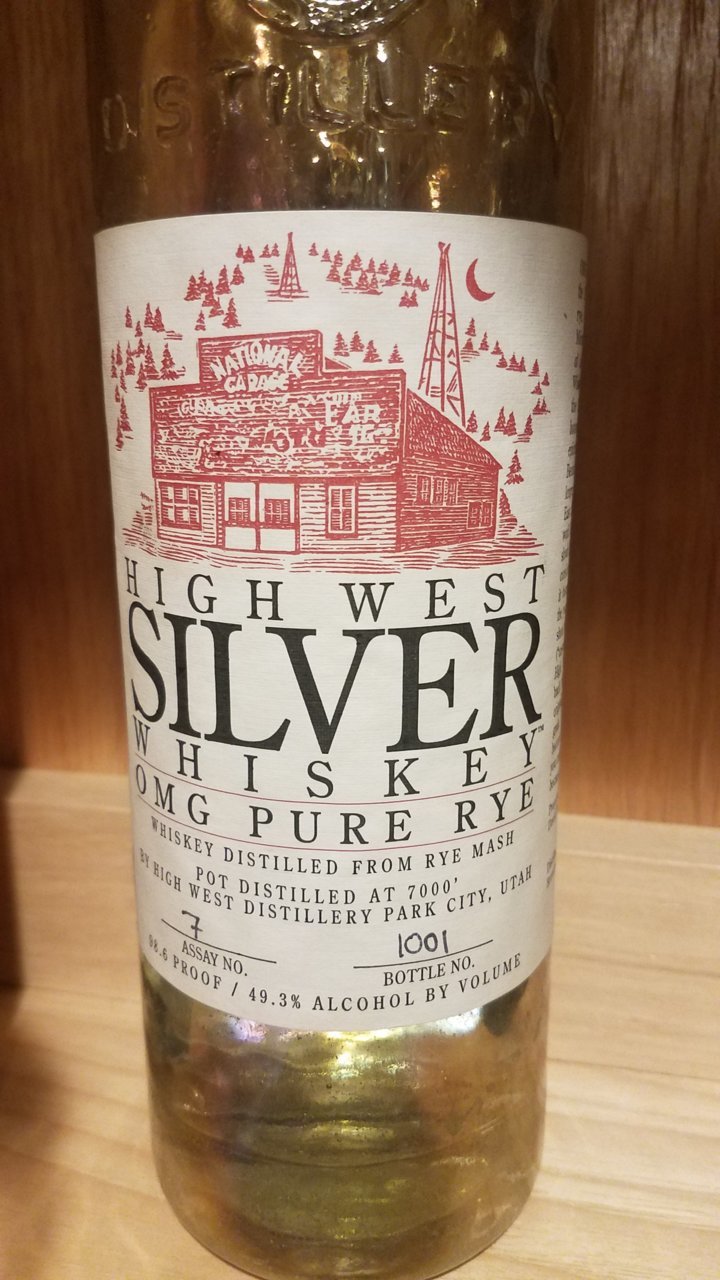 DISTILLERY
NATIONAL
GARAGE
HIGH WEST
SILVER
WHISKEY™
OMG PURE RYE
WHISKEY DISTILLED FROM RYE MASH
POT DISTILLED AT 7000'
BY HIGH WEST DISTILLERY PARK CITY, UTAH
7 1001
ASSAY NO. BOTTLE NO.
98.6 PROOF / 49.3% ALCOHOL BY VOLUME